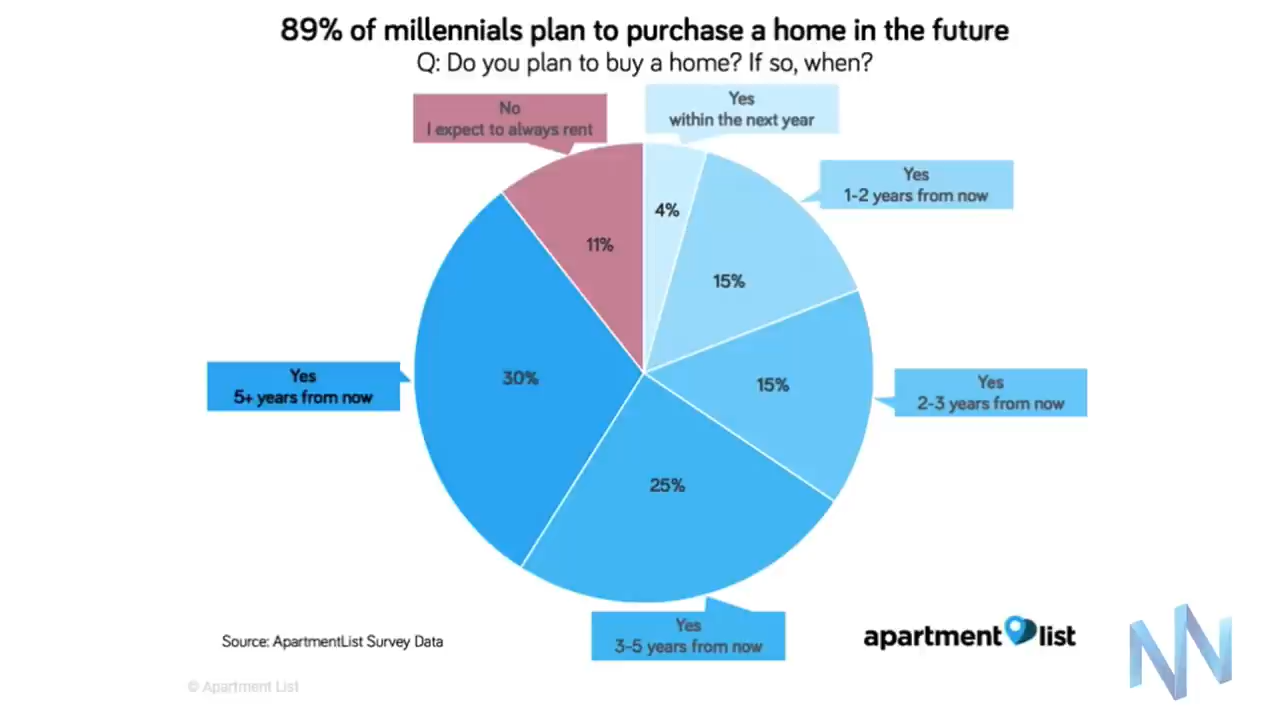 89% of millennials plan to purchase a home in the future
Q: Do you plan to buy a home? If so, when?
No
I expect to always rent
Yes
within the next year
Yes
1-2 years from now
4%
11%
15%
Yes
5+ years from now
30%
15%
Yes
2-3 years from now
25%
Yes
3-5 years from now
Source: ApartmentList Survey Data
apartment list
© Apartment List